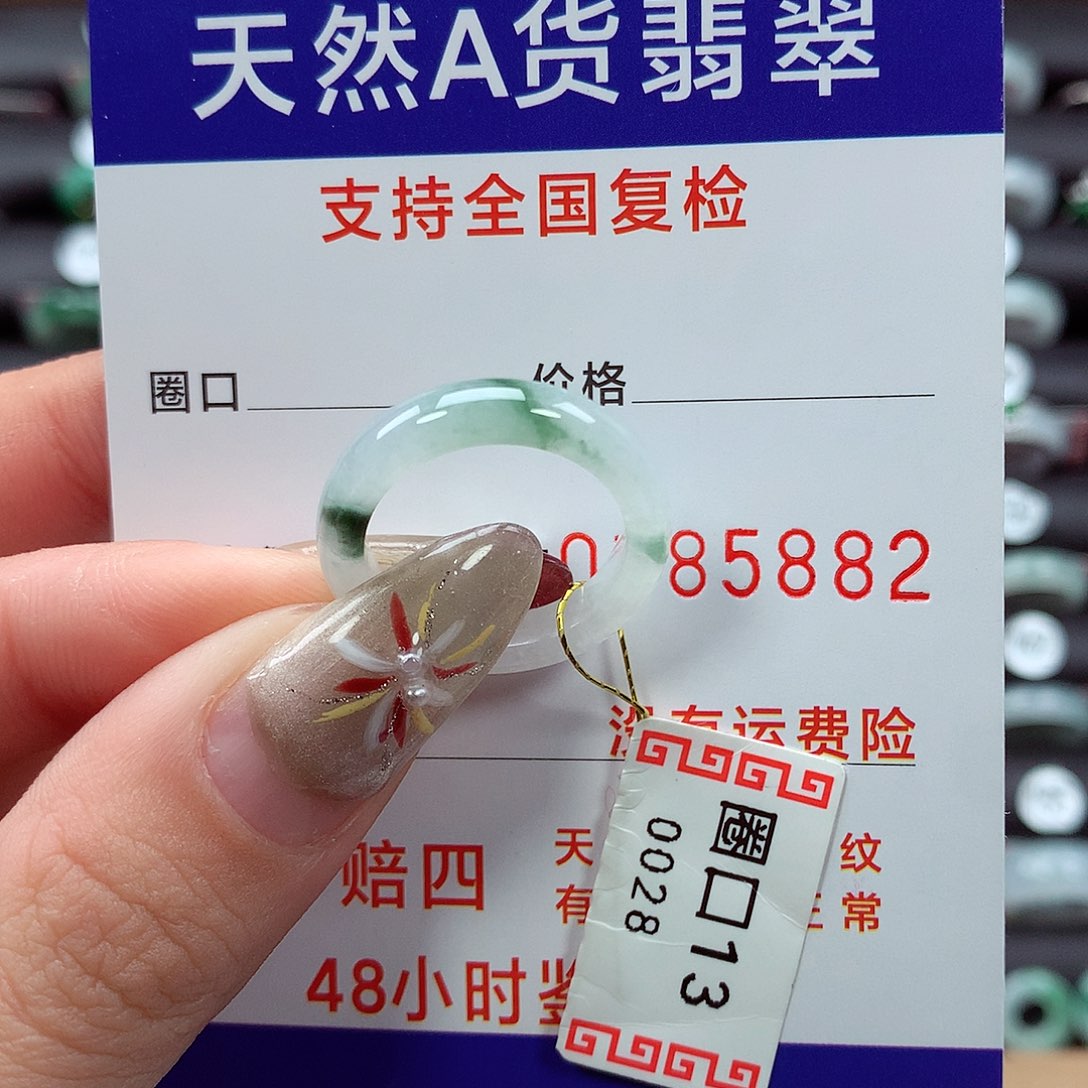 天然A货翡翠
支持全国复检
圈口 价格
85882
运费险
赔四
天 纹
有 常
48小时
圈口13
0028